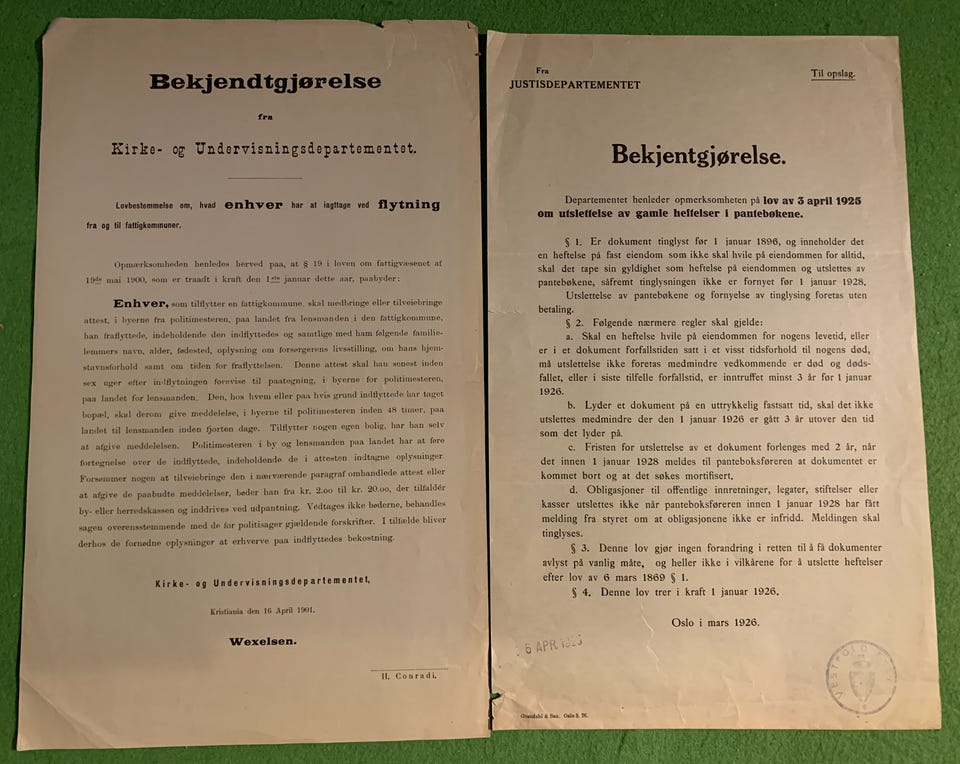 Bekjendtgjørelse
fra
Kirke- og Undervisningsdepartementet.
Lovbestemmelse om, hvad enhver har at iagttage ved flytning
fra og til fattigkommuner.
Opmærksomheden henledes herved paa, at § 19 i loven om fattigvæsenet af
19de mai 1900, som er traadt i kraft den 1ste januar dette aar, paabyder:
Enhver, som tilflytter en fattigkommune, skal medbringe eller tilveiebringe
attest, i byerne fra politimesteren, paa landet fra lensmanden i den fattigkommune,
han fraflyttede, indeholdende den indflyttedes og samtlige med ham følgende familie-
lemmers navn, alder, fødested, oplysning om forsørgerens livsstilling, om hans hjem-
stavnsforhold samt om tiden for fraflyttelsen. Denne attest skal han senest inden
sex uger efter indflytningen forevise til paategning, i byerne for politimesteren,
paa landet for lensmanden. Den, hos hvem eller paa hvis grund indflyttede har taget
bopæl, skal derom give meddelelse, i byerne til politimesteren inden 48 timer, paa
landet til lensmanden inden fjorten dage. Tilflytter nogen egen bolig, har han selv
at afgive meddelelsen. Politimesteren i by og lensmanden paa landet har at føre
fortegnelse over de indflyttede, indeholdende de i attesten indtagne oplysninger.
Forsømmer nogen at tilveiebringe den i nærværende paragraf omhandlede attest eller
at afgive de paabudte meddelelser, bøder han fra kr. 2.00 til kr. 20.00, der tilfalder
by- eller herredskassen og inddrives ved udpantning. Vedtages ikke bøderne, behandles
sagen overensstemmende med de for politisager gjældende forskrifter. I tilfælde bliver
derhos de fornødne oplysninger at erhverve paa indflyttedes bekostning.
Kirke- og Undervisningsdepartementet,
Kristiania den 16 April 1901.
Wexelsen.
H. Conradi.
Fra
JUSTISDEPARTEMENTET
Til opslag.
Bekjentgjørelse.
Departementet henleder opmerksomheten på lov av 3 april 1925
om utslettelse av gamle heftelser i pantebøkene.
§ 1. Er dokument tinglyst før 1 januar 1896, og inneholder det
en heftelse på fast eiendom som ikke skal hvile på eiendommen for alltid,
skal det tape sin gyldighet som heftelse på eiendommen og utslettes av
pantebøkene, såfremt tinglysningen ikke er fornyet før 1 januar 1928.
Utslettelse av pantebøkene og fornyelse av tinglysing foretas uten
betaling.
§ 2. Følgende nærmere regler skal gjelde:
a. Skal en heftelse hvile på eiendommen for nogens levetid, eller
er i et dokument forfallstiden satt i et visst tidsforhold til nogens død,
må utslettelse ikke foretas medmindre vedkommende er død og døds-
fallet, eller i siste tilfelle forfallstid, er inntruffet minst 3 år før 1 januar
1926.
b. Lyder et dokument på en uttrykkelig fastsatt tid, skal det ikke
utslettes medmindre der den 1 januar 1926 er gått 3 år utover den tid
som det lyder på.
c. Fristen for utslettelse av et dokument forlenges med 2 år, når
det innen 1 januar 1928 meldes til panteboksføreren at dokumentet er
kommet bort og at det søkes mortifisert.
d. Obligasjoner til offentlige innretninger, legater, stiftelser eller
kasser utslettes ikke når panteboksføreren innen 1 januar 1928 har fått
melding fra styret om at obligasjonene ikke er innfridd. Meldingen skal
tinglyses.
§ 3. Denne lov gjør ingen forandring i retten til å få dokumenter
avlyst på vanlig måte, og heller ikke i vilkårene for å utslette heftelser
efter lov av 6 mars 1869 § 1.
§ 4. Denne lov trer i kraft 1 januar 1926.
Oslo i mars 1926.
6 APR.
VESTFOLD
Grøndahl & Søn. Oslo 3. 26.